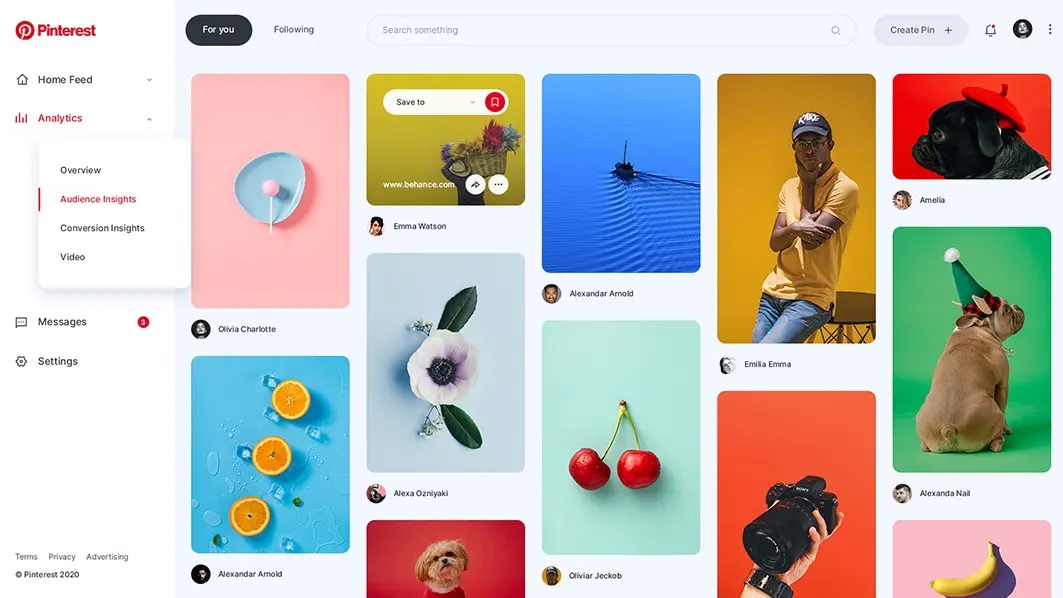 Pinterest
For you
Following
Search something
Create Pin +
Home Feed
Analytics
Overview
Audience Insights
Conversion Insights
Video
Messages
3
Settings
Terms Privacy Advertising
© Pinterest 2020
Olivia Charlotte
Alexandar Arnold
Save to
www.behance.com
Emma Watson
Alexa Ozniyaki
Alexandar Arnold
Oliviar Jeckob
Emilia Emma
SONY
Amelia
Alexanda Nail